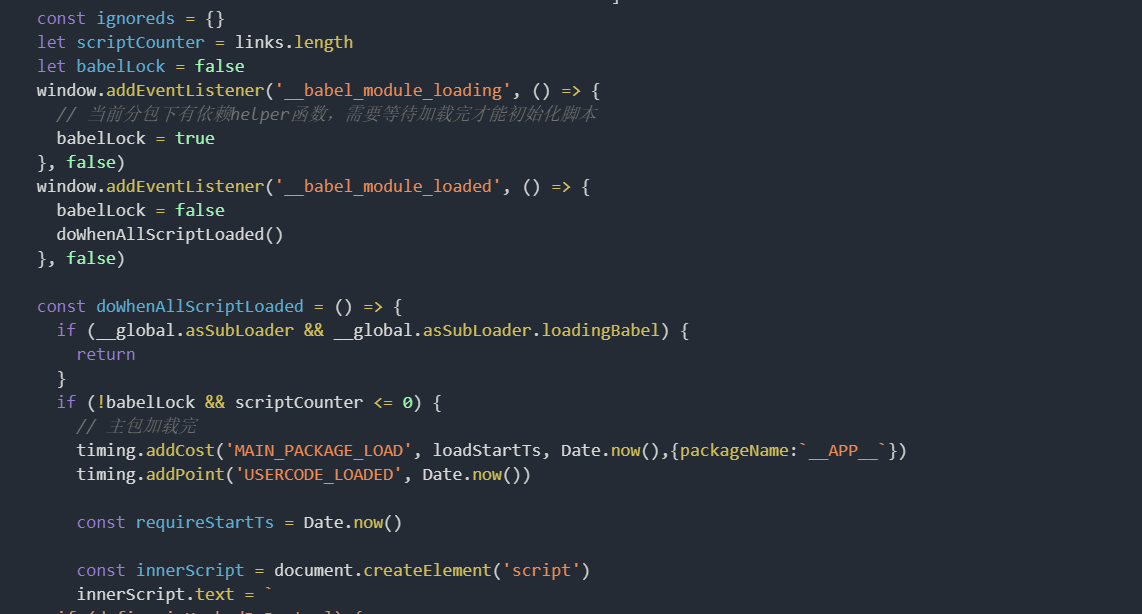 const ignoreds = {}
let scriptCounter = links.length
let babelLock = false
window.addEventListener('__babel_module_loading', () => {
// 当前分包下有依赖helper函数，需要等待加载完才能初始化脚本
babelLock = true
}, false)
window.addEventListener('__babel_module_loaded', () => {
babelLock = false
doWhenAllScriptLoaded()
}, false)
const doWhenAllScriptLoaded = () => {
if (__global.asSubLoader && __global.asSubLoader.loadingBabel) {
return
}
if (!babelLock && scriptCounter <= 0) {
// 主包加载完
timing.addCost('MAIN_PACKAGE_LOAD', loadStartTs, Date.now(),{packageName:`__APP__`})
timing.addPoint('USERCODE_LOADED', Date.now())
const requireStartTs = Date.now()
const innerScript = document.createElement('script')
innerScript.text = `